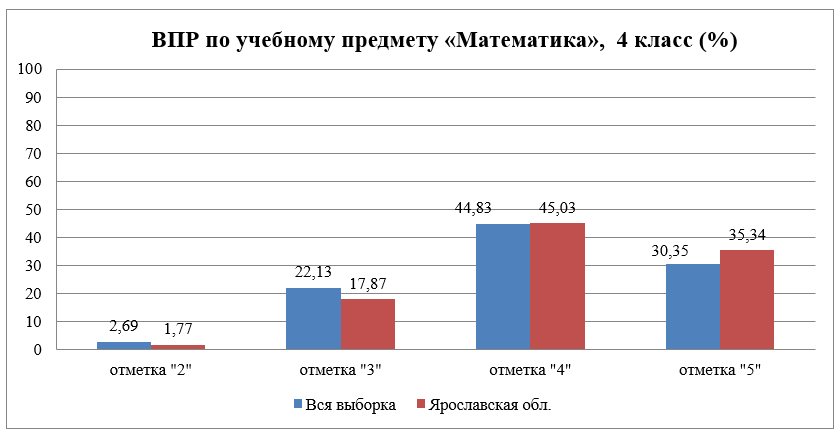 ВПР по учебному предмету «Математика», 4 класс (%)
100
90
80
70
60
50
40
30
20
10
0
2,69
1,77
22,13
17,87
44,83
45,03
30,35
35,34
отметка "2"
отметка "3"
отметка "4"
отметка "5"
Вся выборка
Ярославская обл.